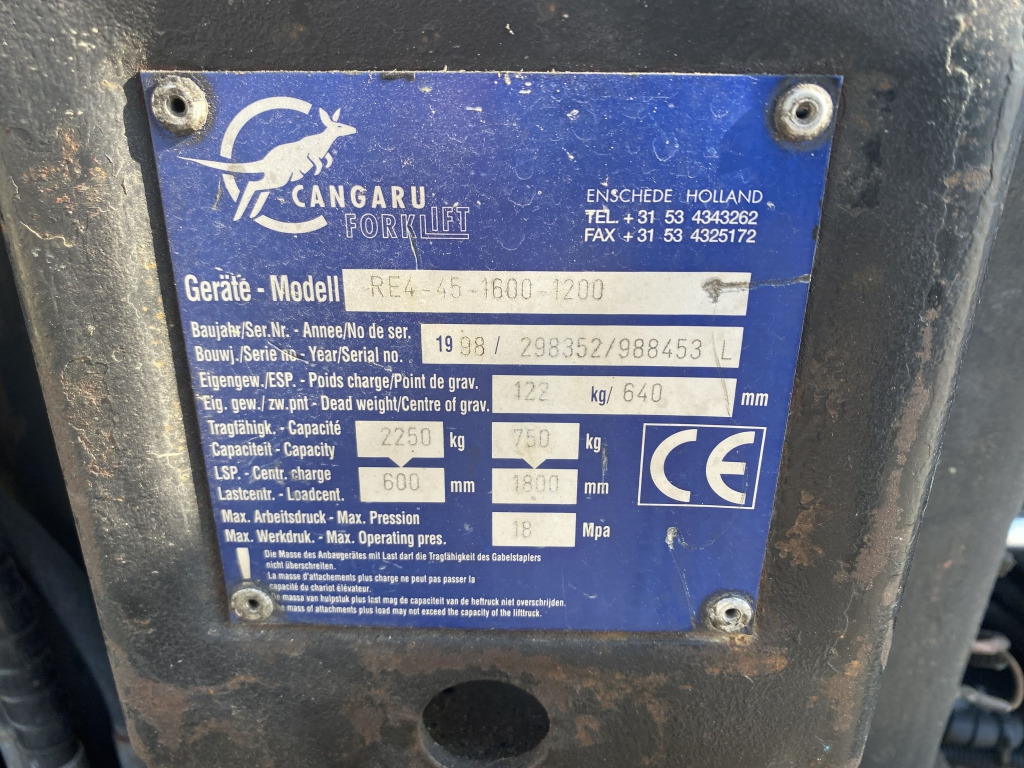 CANGARU
FORKLIFT
ENSCHEDE HOLLAND
TEL. + 31 53 4343262
FAX + 31 53 4325172
Geräte - Modell RE4-45-1600-1200
Baujahr/Ser.Nr. - Annee/No de ser.
Bouwj./Serie no - Year/Serial no.
1998 / 298352/988453 L
Eigengew./ESP. - Poids charge/Point de grav.
Eig. gew./ zw.pnt - Dead weight/Centre of grav.
122 kg/ 640 mm
Tragfähigk. - Capacité
Capaciteit - Capacity
2250 kg 750 kg
LSP. - Centr. charge
Lastcentr. - Loadcent.
600 mm 1800 mm
Max. Arbeitsdruck - Max. Pression
Max. Werkdruk. - Max. Operating pres.
18 Mpa
CE
! Die Masse des Anbaugerätes mit Last darf die Tragfähigkeit des Gabelstaplers
nicht überschreiten.
La masse d'attachements plus charge ne peut pas passer la
capacité du chariot élévateur.
De massa van hulpstuk plus last mag de capaciteit van de heftruck niet overschrijden.
The mass of attachments plus load may not exceed the capacity of the lifttruck.